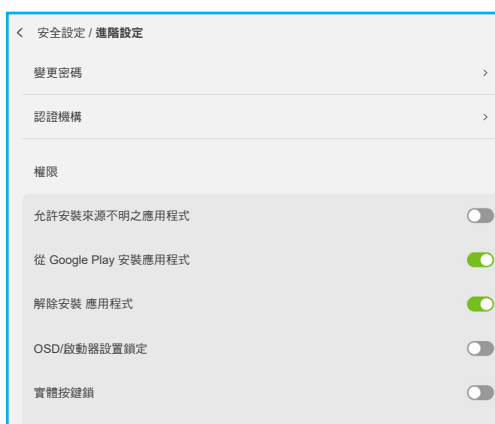 安全設定 / 進階設定
變更密碼
認證機構
權限
允許安裝來源不明之應用程式
從 Google Play 安裝應用程式
解除安裝 應用程式
OSD/啟動器設置鎖定
實體按鍵鎖